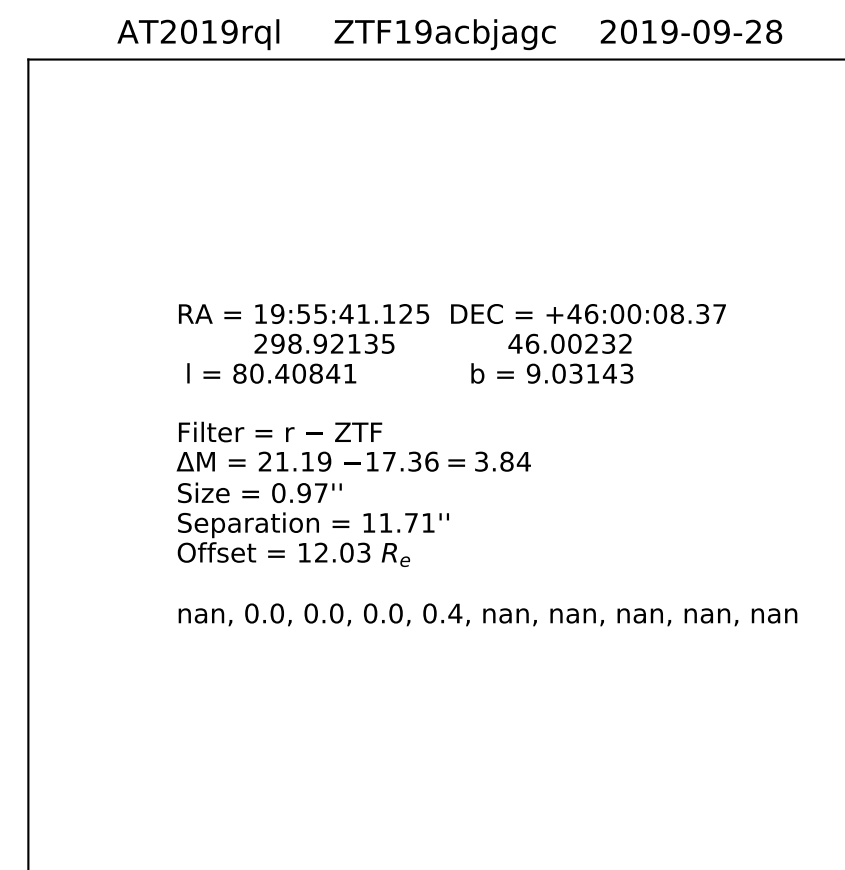 AT2019rql ZTF19acbjagc 2019-09-28
RA = 19:55:41.125 DEC = +46:00:08.37
298.92135 46.00232
l = 80.40841 b = 9.03143
Filter = r − ZTF
ΔM = 21.19 −17.36 = 3.84
Size = 0.97''
Separation = 11.71''
Offset = 12.03 Rₑ
nan, 0.0, 0.0, 0.0, 0.4, nan, nan, nan, nan, nan